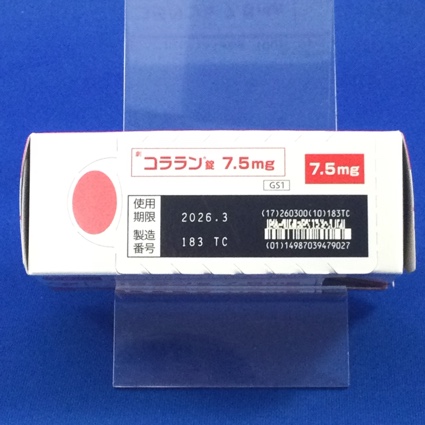 コララン錠 7.5mg
7.5mg
GS1
使用
期限
2026.3
製造
番号
183 TC
(17)260300(10)183TC
(01)14987039479027